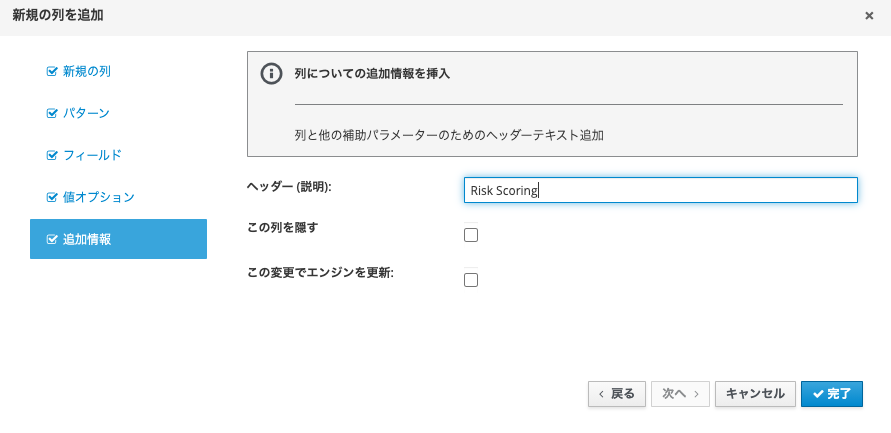 新規の列を追加
×
新規の列
パターン
フィールド
値オプション
追加情報
列についての追加情報を挿入
列と他の補助パラメーターのためのヘッダーテキスト追加
ヘッダー (説明):
Risk Scoring
この列を隠す
この変更でエンジンを更新:
戻る
次へ
キャンセル
完了